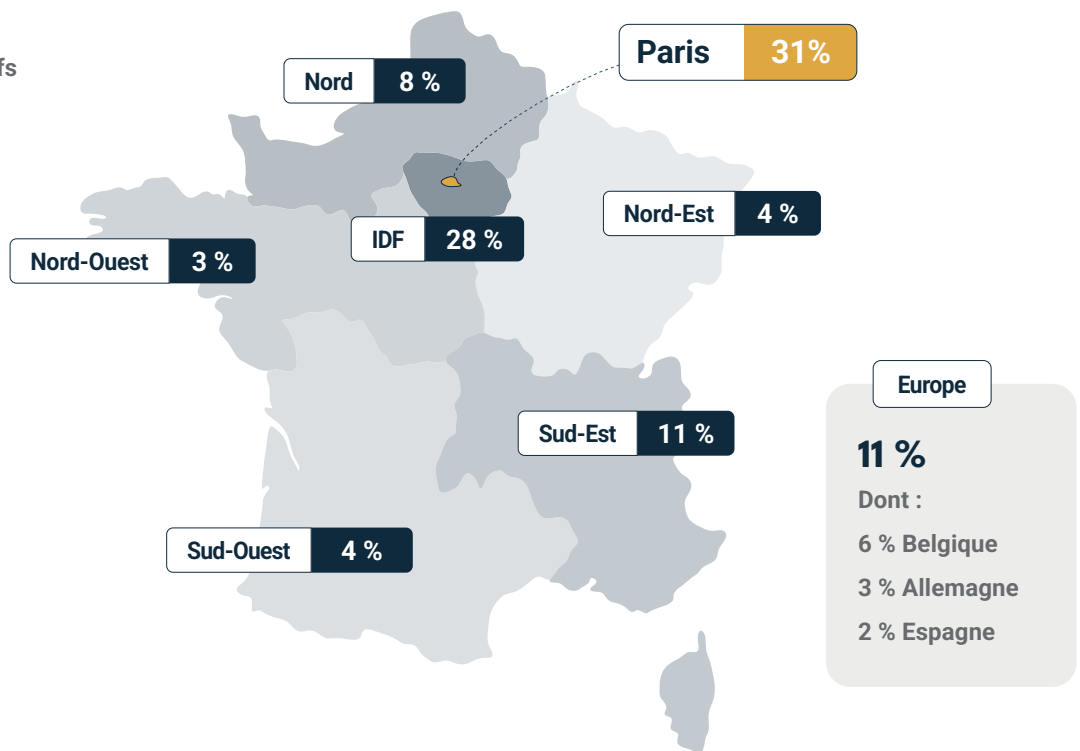 fs
Nord 8 %
Paris 31%
Nord-Est 4 %
IDF 28 %
Nord-Ouest 3 %
Sud-Est 11 %
Sud-Ouest 4 %
Europe
11 %
Dont :
6 % Belgique
3 % Allemagne
2 % Espagne